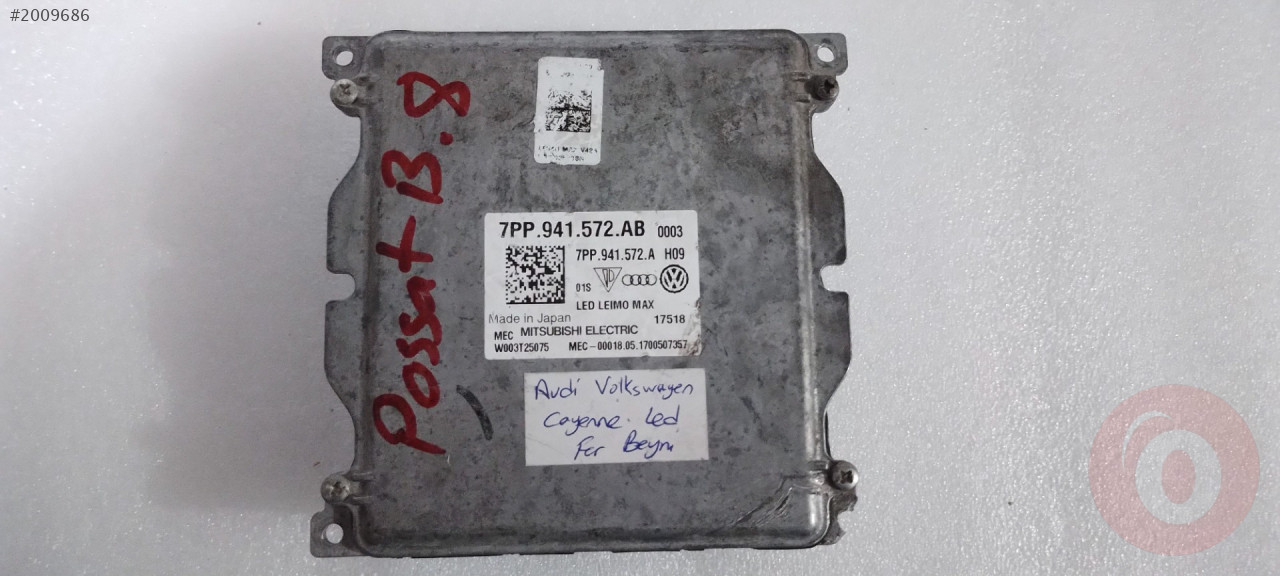 #2009686
Possat B.8
7PP.941.572.AB 0003
7PP.941.572.A H09
01S
LED LEIMO MAX
Made in Japan 17518
MEC MITSUBISHI ELECTRIC
W003T25075 MEC-00018.05.1700507357
Audi Volkswagen
Cayenne Led
Far Beyni